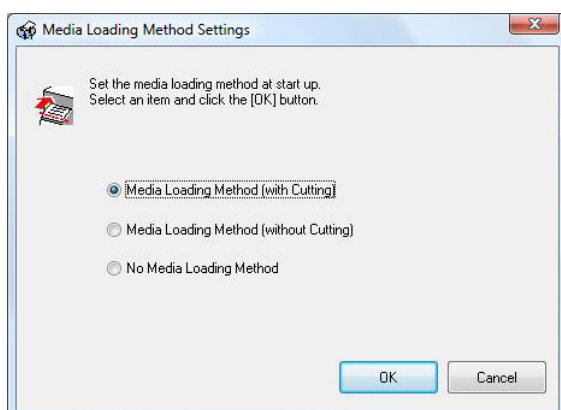 Media Loading Method Settings
Set the media loading method at start up.
Select an item and click the [OK] button.
Media Loading Method (with Cutting)
Media Loading Method (without Cutting)
No Media Loading Method
OK Cancel